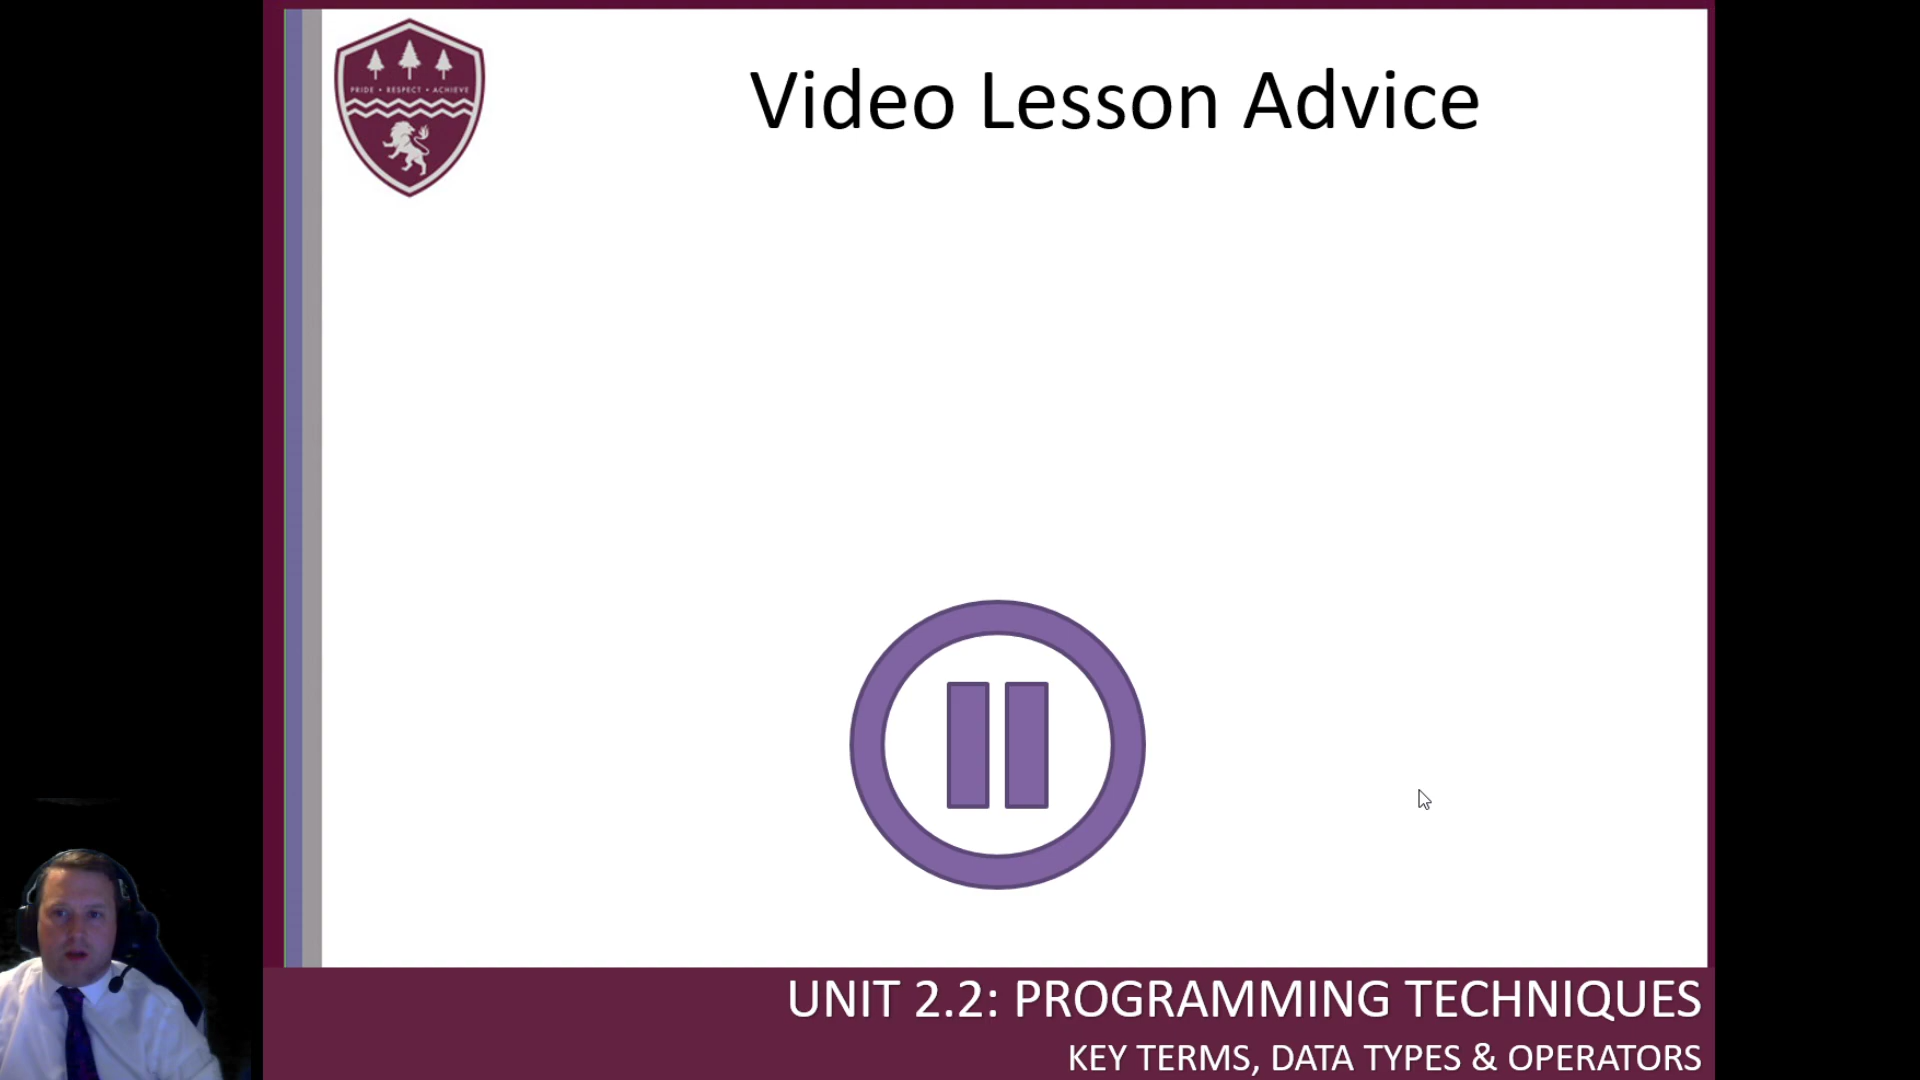 PRIDE • RESPECT • ACHIEVE
Video Lesson Advice
UNIT 2.2: PROGRAMMING TECHNIQUES
KEY TERMS, DATA TYPES & OPERATORS